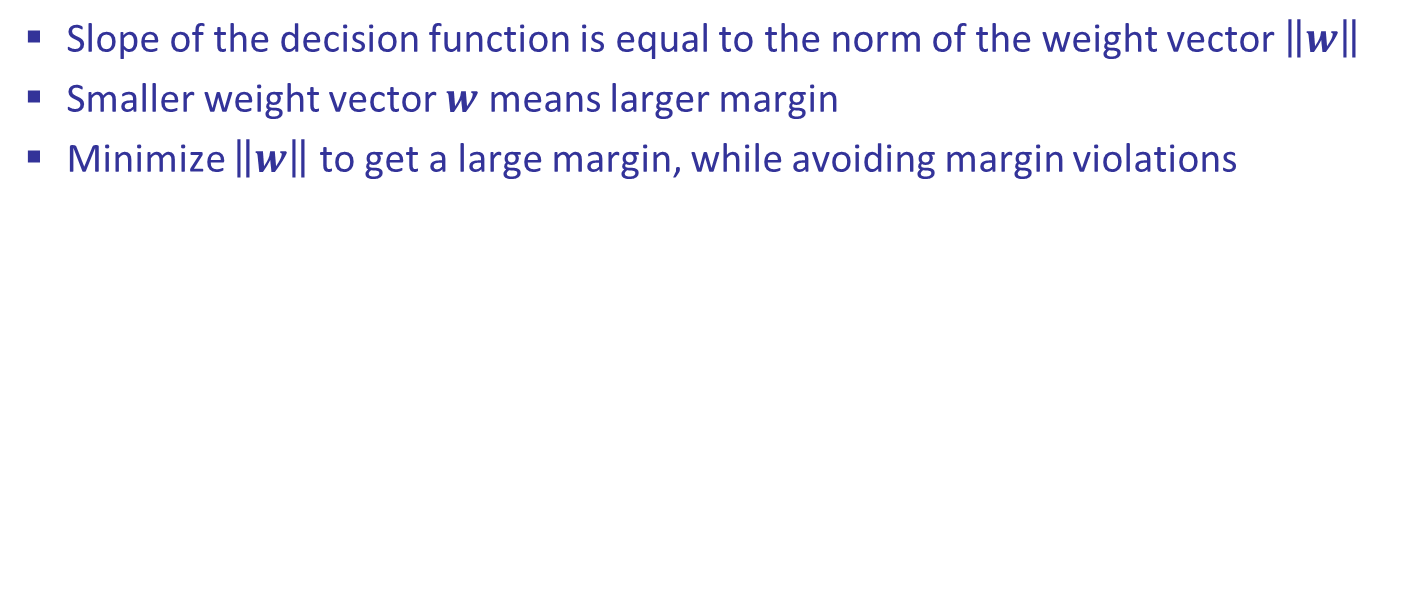 ▪ Slope of the decision function is equal to the norm of the weight vector ‖w‖
▪ Smaller weight vector w means larger margin
▪ Minimize ‖w‖ to get a large margin, while avoiding margin violations